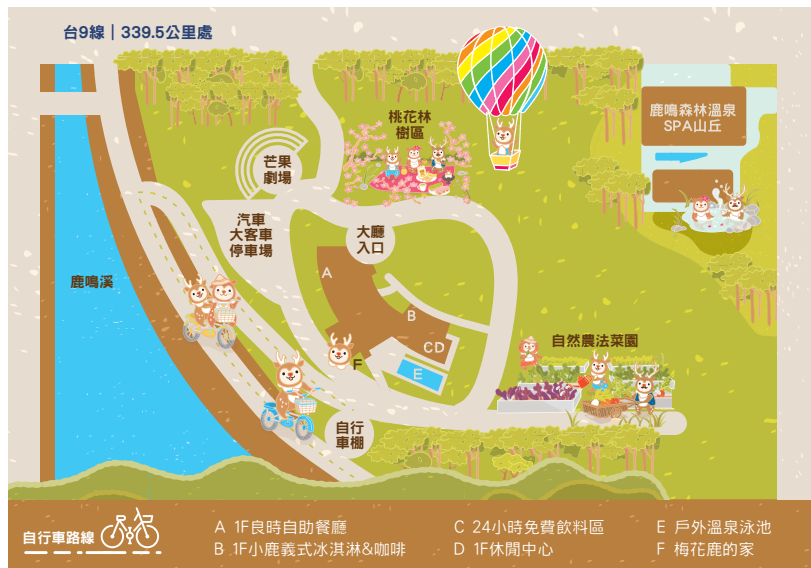 台9線｜339.5公里處
鹿鳴森林溫泉
SPA山丘
桃花林
樹區
芒果
劇場
汽車
大客車
停車場
大廳
入口
鹿鳴溪
A
B
CD
E
F
自然農法菜園
自行
車棚
自行車路線
A 1F良時自助餐廳
B 1F小鹿義式冰淇淋&咖啡
C 24小時免費飲料區
D 1F休閒中心
E 戶外溫泉泳池
F 梅花鹿的家